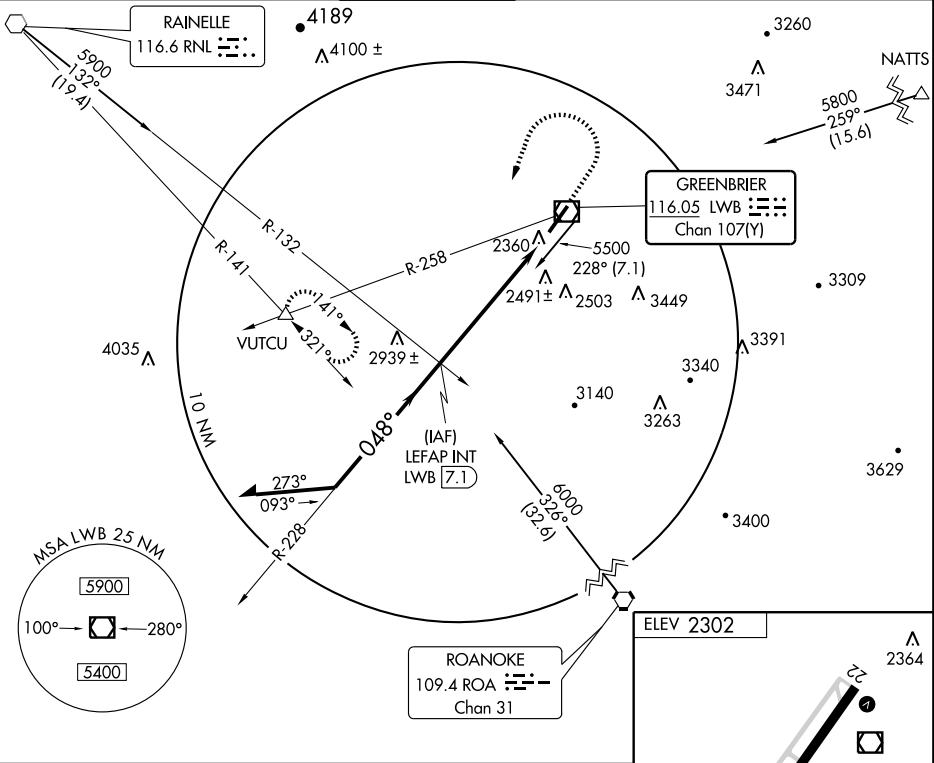 RAINELLE
116.6 RNL
4189
4100 ±
3260
3471
NATTS
5800
259°
(15.6)
5900
132°
(19.4)
GREENBRIER
116.05 LWB
Chan 107(Y)
R-132
R-141
R-258
2360
5500
228° (7.1)
2491±
2503
3449
3309
141°
321°
VUTCU
4035
2939 ±
3391
3340
3140
3263
10 NM
048°
(IAF)
LEFAP INT
LWB 7.1
3629
273°
093°
R-228
6000
326°
(32.6)
3400
MSA LWB 25 NM
5900
100°
280°
5400
ROANOKE
109.4 ROA
Chan 31
ELEV 2302
2364
22
V